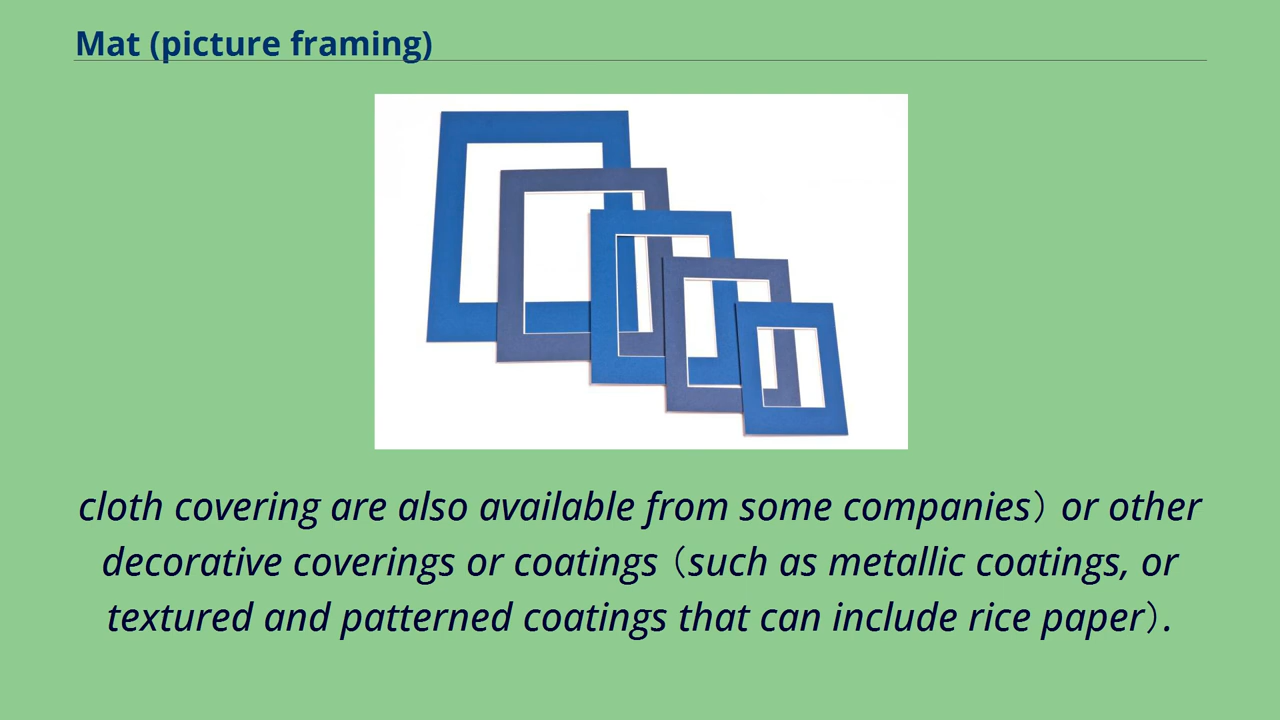 Mat (picture framing)
cloth covering are also available from some companies） or other
decorative coverings or coatings （such as metallic coatings, or
textured and patterned coatings that can include rice paper）.